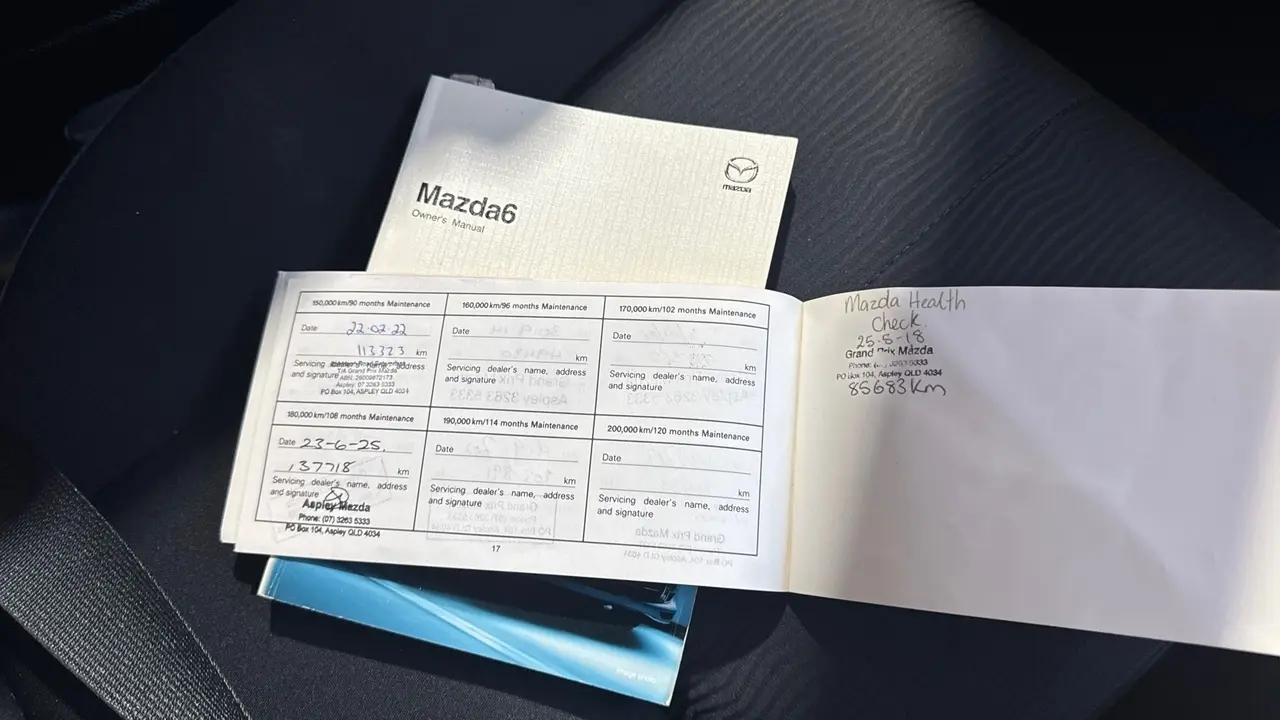 mazda
Mazda6
Owner's Manual
150,000 km/90 months Maintenance
Date 22·02·22
113323 km
Servicing dealer's name, address
and signature
T/A Grand Prix Mazda
Aspley: 07 3263 5333
PO Box 104, ASPLEY QLD 4034
160,000 km/96 months Maintenance
Date
km
Servicing dealer's name, address
and signature
170,000 km/102 months Maintenance
Date
km
Servicing dealer's name, address
and signature
180,000 km/108 months Maintenance
Date 23-6-25.
137718 km
Servicing dealer's name, address
and signature
Aspley Mazda
Phone: (07) 3263 5333
PO Box 104, Aspley QLD 4034
190,000 km/114 months Maintenance
Date
km
Servicing dealer's name, address
and signature
200,000 km/120 months Maintenance
Date
km
Servicing dealer's name, address
and signature
17
Mazda Health
Check.
25-5-18
Grand Prix Mazda
Phone: 3263 5333
PO Box 104, Aspley QLD 4034
85683Km